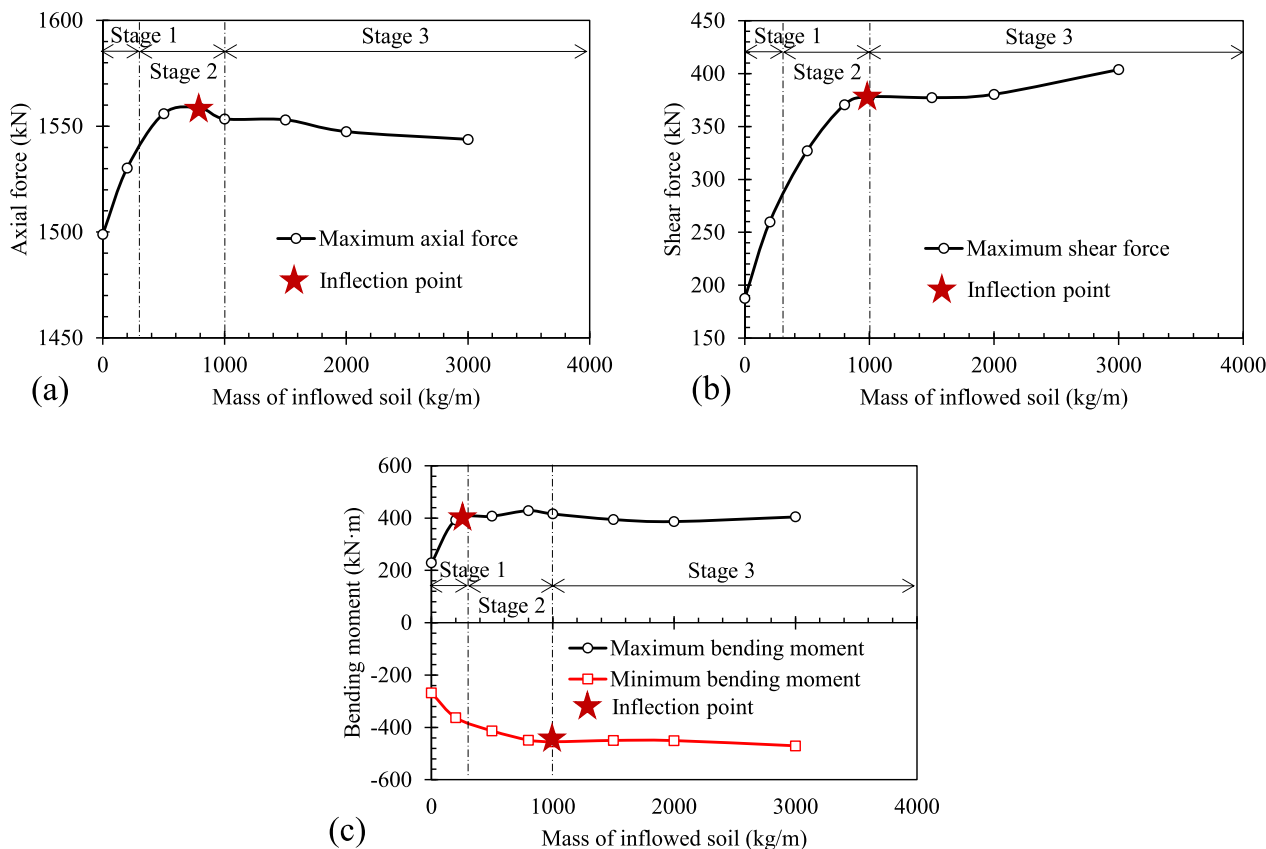 1600
1550
1500
1450
Axial force (kN)
Stage 1
Stage 2
Stage 3
Maximum axial force
Inflection point
0
1000
2000
3000
4000
Mass of inflowed soil (kg/m)
(a)
450
400
350
300
250
200
150
Shear force (kN)
Stage 1
Stage 2
Stage 3
Maximum shear force
Inflection point
0
1000
2000
3000
4000
Mass of inflowed soil (kg/m)
(b)
600
400
200
0
-200
-400
-600
Bending moment (kN·m)
Stage 1
Stage 2
Stage 3
Maximum bending moment
Minimum bending moment
Inflection point
0
1000
2000
3000
4000
Mass of inflowed soil (kg/m)
(c)